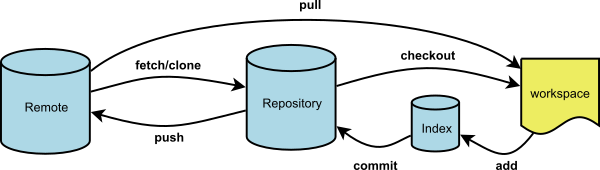 pull
fetch/clone
checkout
Remote
Repository
workspace
Index
push
commit
add